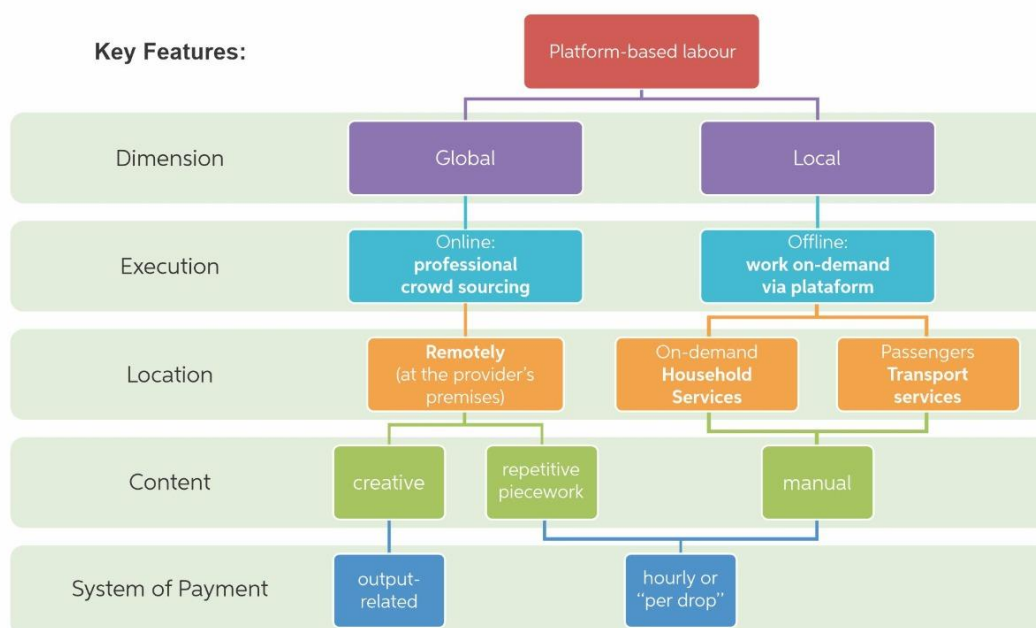 Key Features:
Platform-based labour
Dimension
Global
Local
Execution
Online:
professional
crowd sourcing
Offline:
work on-demand
via plataform
Location
Remotely
(at the provider's
premises)
On-demand
Household
Services
Passengers
Transport
services
Content
creative
repetitive
piecework
manual
System of Payment
output-
related
hourly or
“per drop”